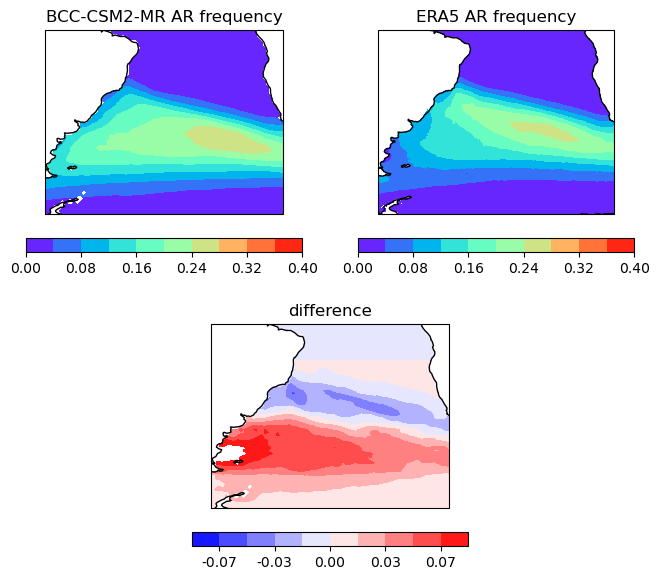 BCC-CSM2-MR AR frequency
ERA5 AR frequency
0.00 0.08 0.16 0.24 0.32 0.40
0.00 0.08 0.16 0.24 0.32 0.40
difference
-0.07 -0.03 0.00 0.03 0.07